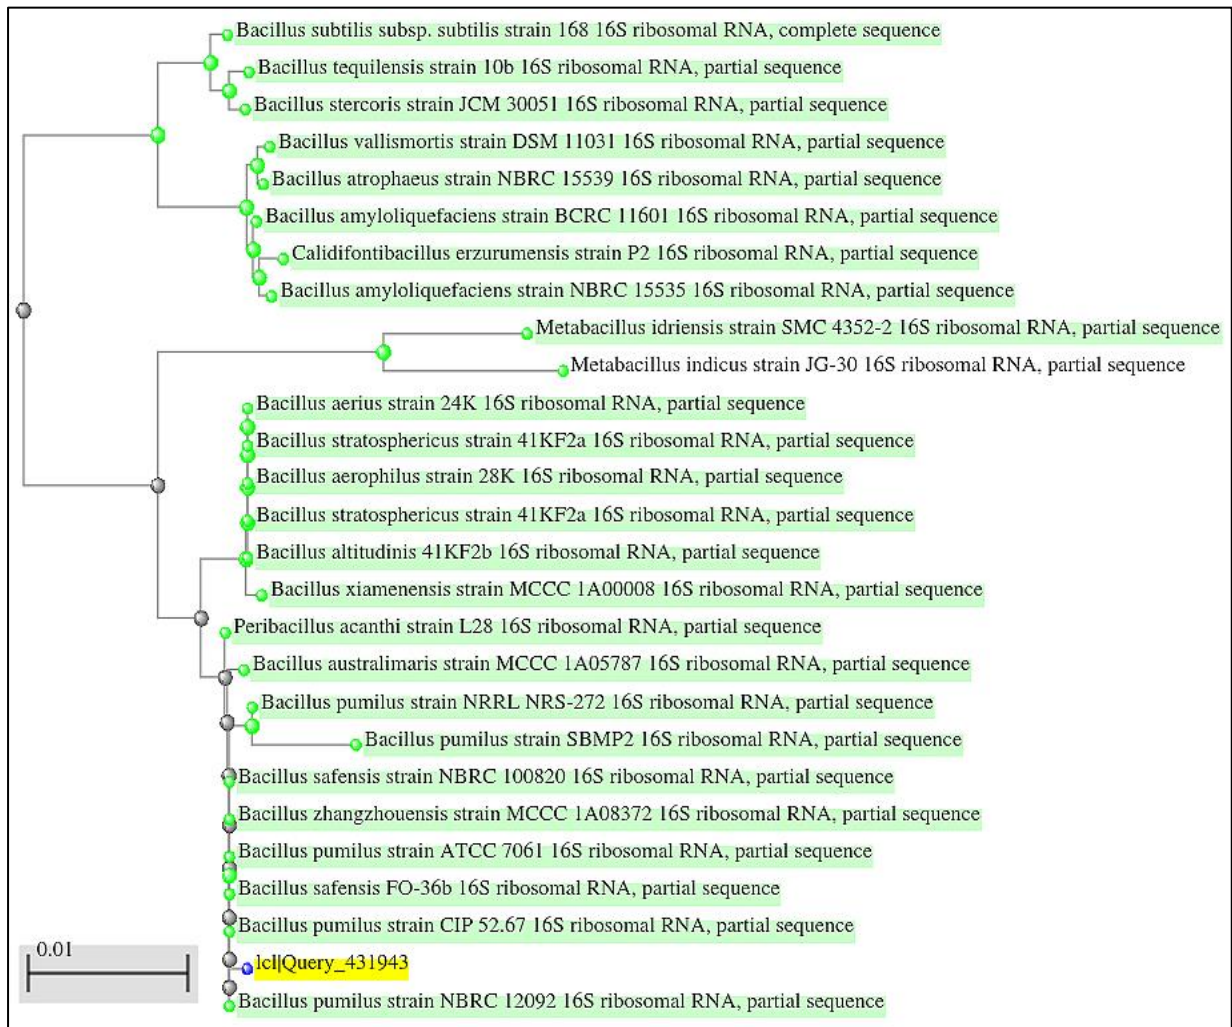 Bacillus subtilis subsp. subtilis strain 168 16S ribosomal RNA, complete sequence
Bacillus tequilensis strain 10b 16S ribosomal RNA, partial sequence
Bacillus stercoris strain JCM 30051 16S ribosomal RNA, partial sequence
Bacillus vallismortis strain DSM 11031 16S ribosomal RNA, partial sequence
Bacillus atrophaeus strain NBRC 15539 16S ribosomal RNA, partial sequence
Bacillus amyloliquefaciens strain BCRC 11601 16S ribosomal RNA, partial sequence
Calidifontibacillus erzurumensis strain P2 16S ribosomal RNA, partial sequence
Bacillus amyloliquefaciens strain NBRC 15535 16S ribosomal RNA, partial sequence
Metabacillus idriensis strain SMC 4352-2 16S ribosomal RNA, partial sequence
Metabacillus indicus strain JG-30 16S ribosomal RNA, partial sequence
Bacillus aerius strain 24K 16S ribosomal RNA, partial sequence
Bacillus stratosphericus strain 41KF2a 16S ribosomal RNA, partial sequence
Bacillus aerophilus strain 28K 16S ribosomal RNA, partial sequence
Bacillus stratosphericus strain 41KF2a 16S ribosomal RNA, partial sequence
Bacillus altitudinis 41KF2b 16S ribosomal RNA, partial sequence
Bacillus xiamenensis strain MCCC 1A00008 16S ribosomal RNA, partial sequence
Peribacillus acanthi strain L28 16S ribosomal RNA, partial sequence
Bacillus australimaris strain MCCC 1A05787 16S ribosomal RNA, partial sequence
Bacillus pumilus strain NRRL NRS-272 16S ribosomal RNA, partial sequence
Bacillus pumilus strain SBMP2 16S ribosomal RNA, partial sequence
Bacillus safensis strain NBRC 100820 16S ribosomal RNA, partial sequence
Bacillus zhangzhouensis strain MCCC 1A08372 16S ribosomal RNA, partial sequence
Bacillus pumilus strain ATCC 7061 16S ribosomal RNA, partial sequence
Bacillus safensis FO-36b 16S ribosomal RNA, partial sequence
Bacillus pumilus strain CIP 52.67 16S ribosomal RNA, partial sequence
0.01
lcl|Query_431943
Bacillus pumilus strain NBRC 12092 16S ribosomal RNA, partial sequence